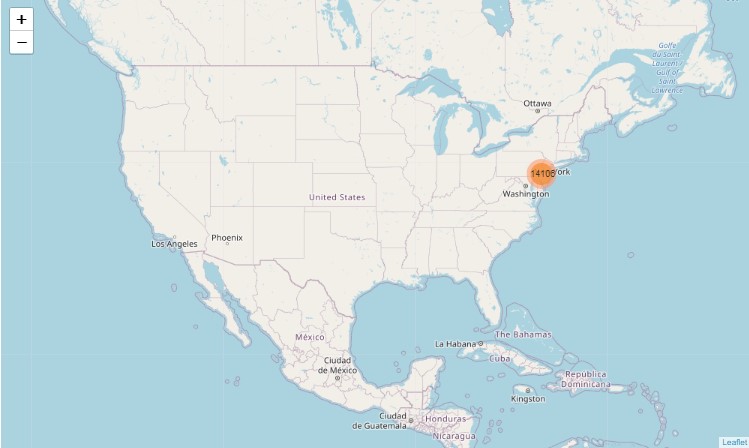 +
−
Golfe
du Saint
Laurent
Gulf of
Saint
Lawrence
Ottawa
14106
ork
Washington
United States
Los Angeles
Phoenix
México
Ciudad
de México
La Habana
The Bahamas
Cuba
República
Dominicana
Kingston
Ciudad
de Guatemala
Honduras
Nicaragua
Leaflet